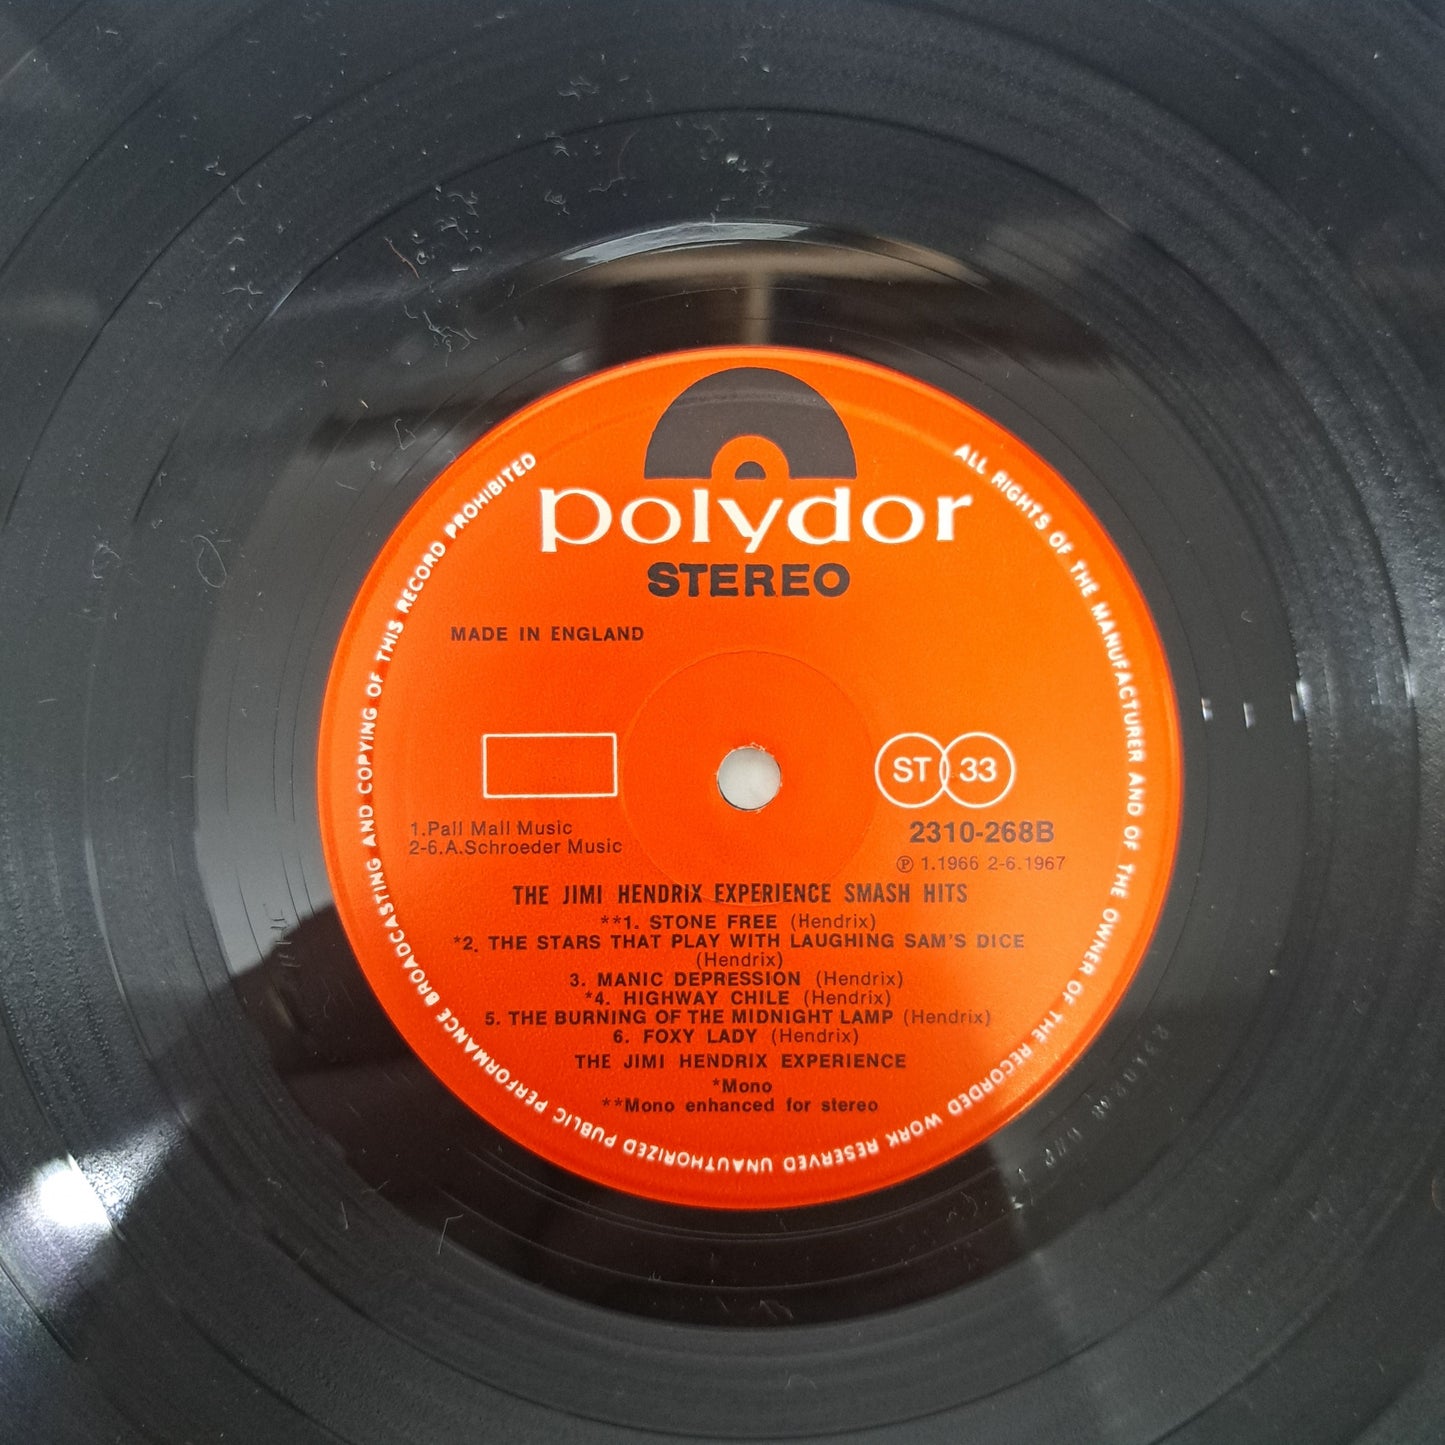 polydor
STEREO
MADE IN ENGLAND
ST 33
1.Pall Mall Music
2-6.A.Schroeder Music
2310-268B
℗ 1.1966 2-6.1967
THE JIMI HENDRIX EXPERIENCE SMASH HITS
**1. STONE FREE (Hendrix)
*2. THE STARS THAT PLAY WITH LAUGHING SAM'S DICE
(Hendrix)
3. MANIC DEPRESSION (Hendrix)
*4. HIGHWAY CHILE (Hendrix)
5. THE BURNING OF THE MIDNIGHT LAMP (Hendrix)
6. FOXY LADY (Hendrix)
THE JIMI HENDRIX EXPERIENCE
*Mono
**Mono enhanced for stereo
ALL RIGHTS OF THE MANUFACTURER AND OF THE OWNER OF THE RECORDED WORK RESERVED UNAUTHORIZED PUBLIC PERFORMANCE BROADCASTING AND COPYING OF THIS RECORD PROHIBITED